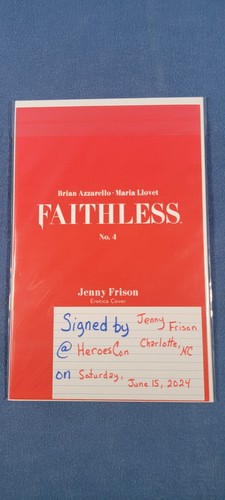 Brian Azzarello · Maria Llovet
FAITHLESS
No. 4
Jenny Frison
Erotica Cover
Signed by Jenny Frison
@ HeroesCon Charlotte, NC
on Saturday, June 15, 2024